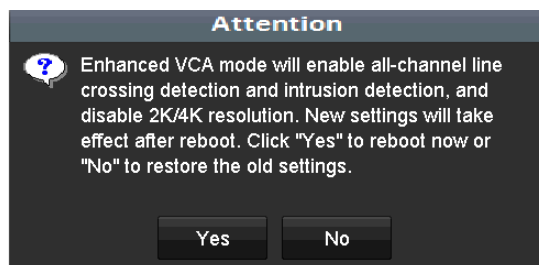 Attention
Enhanced VCA mode will enable all-channel line
crossing detection and intrusion detection, and
disable 2K/4K resolution. New settings will take
effect after reboot. Click "Yes" to reboot now or
"No" to restore the old settings.
Yes No